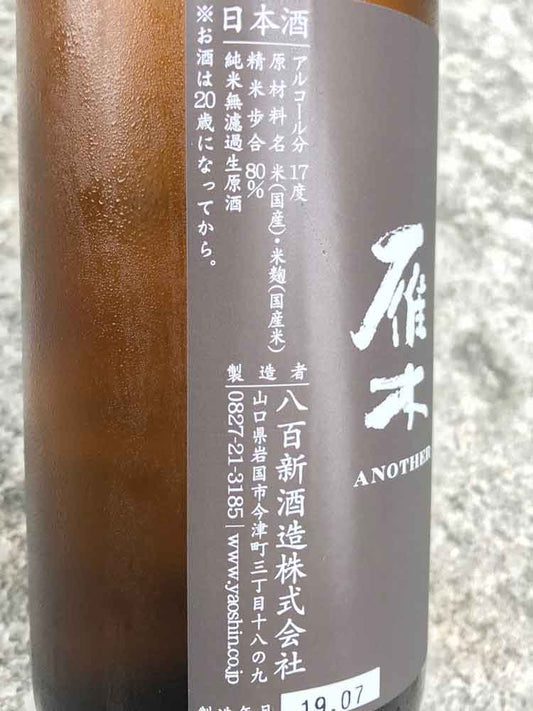 日本酒
アルコール分 17度
原材料名 米(国産)・米麹(国産米)
精米歩合 80%
純米無濾過生原酒
※お酒は20歳になってから。
製造者
八百新酒造株式会社
山口県岩国市今津町三丁目十八の九
0827-21-3185 | www.yaoshin.co.jp
製造年月 19.07
雁木
ANOTHER